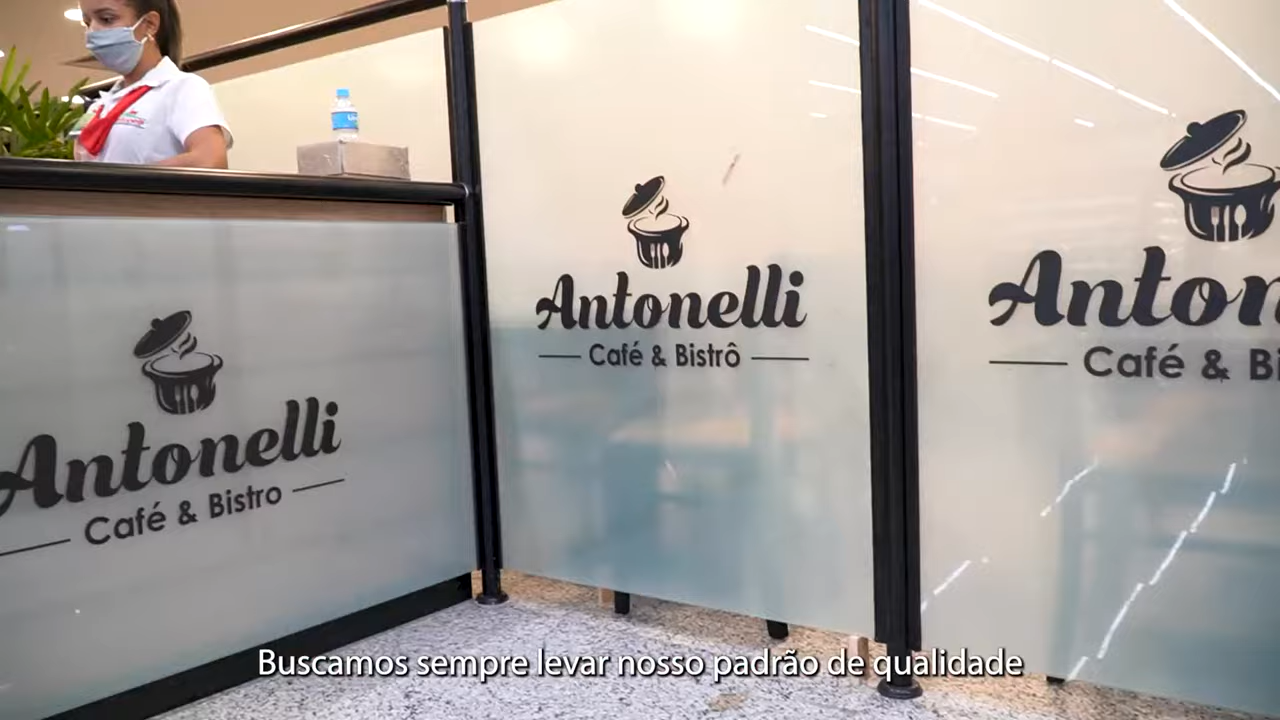 Antonelli
Café & Bistro
Antonelli
Café & Bistrô
Anton
Café & Bi
Buscamos sempre levar nosso padrão de qualidade